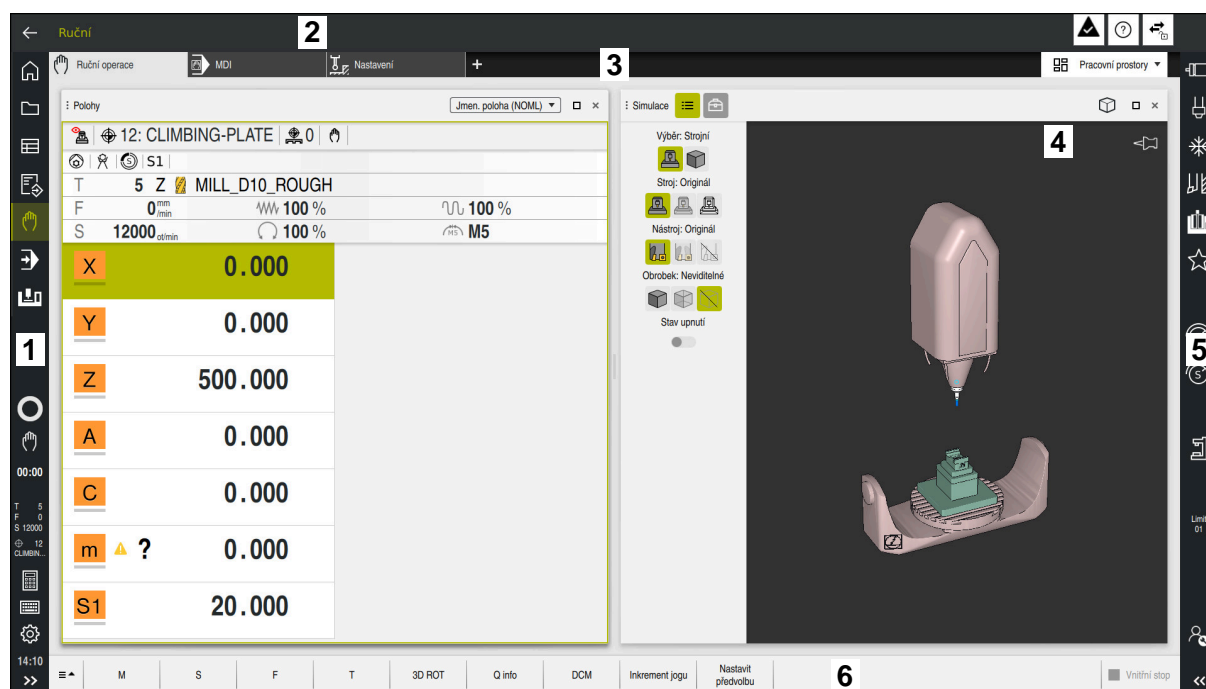 Ruční
2
Ruční operace
MDI
Nastavení
+
3
Pracovní prostory
Polohy
Jmen. poloha (NOML)
12: CLIMBING-PLATE
0
S1
T 5 Z MILL_D10_ROUGH
F 0 mm/min 100 % 100 %
S 12000 ot/min 100 % M5
X 0.000
Y 0.000
Z 500.000
A 0.000
C 0.000
m ? 0.000
S1 20.000
Simulace
Výběr: Strojní
Stroj: Originál
Nástroj: Originál
Obrobek: Neviditelné
Stav upnutí
4
1
00:00
T 5
F 0
S 12000
12
CLIMBIN...
14:10
5
S
Limit
01
M
S
F
T
3D ROT
Q info
DCM
Inkrement jogu
Nastavit
předvolbu
6
Vnitřní stop